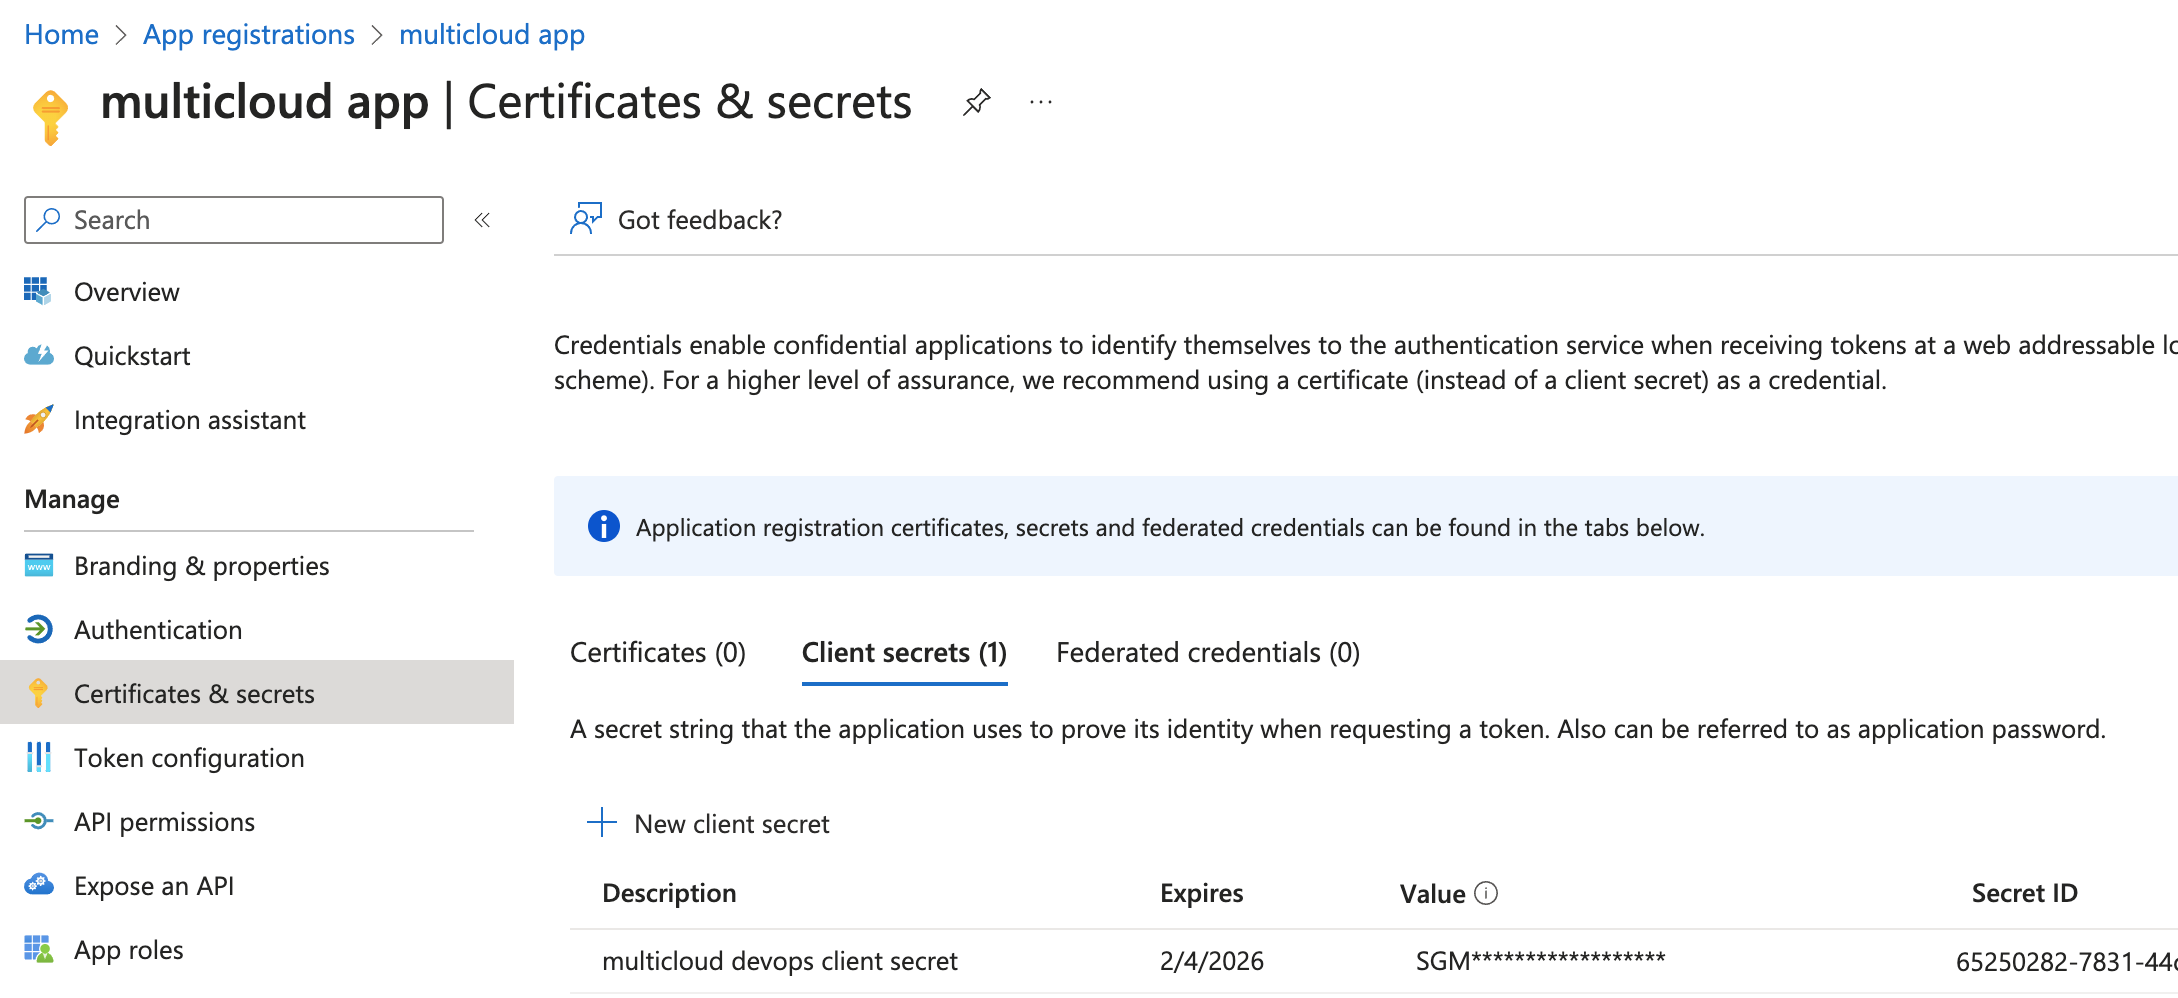 Home > App registrations > multicloud app
multicloud app | Certificates & secrets
Search
Got feedback?
Overview
Quickstart
Integration assistant
Manage
Branding & properties
Authentication
Certificates & secrets
Token configuration
API permissions
Expose an API
App roles
Credentials enable confidential applications to identify themselves to the authentication service when receiving tokens at a web addressable
scheme). For a higher level of assurance, we recommend using a certificate (instead of a client secret) as a credential.
Application registration certificates, secrets and federated credentials can be found in the tabs below.
Certificates (0) Client secrets (1) Federated credentials (0)
A secret string that the application uses to prove its identity when requesting a token. Also can be referred to as application password.
New client secret
Description Expires Value Secret ID
multicloud devops client secret 2/4/2026 SGM****************** 65250282-7831-44